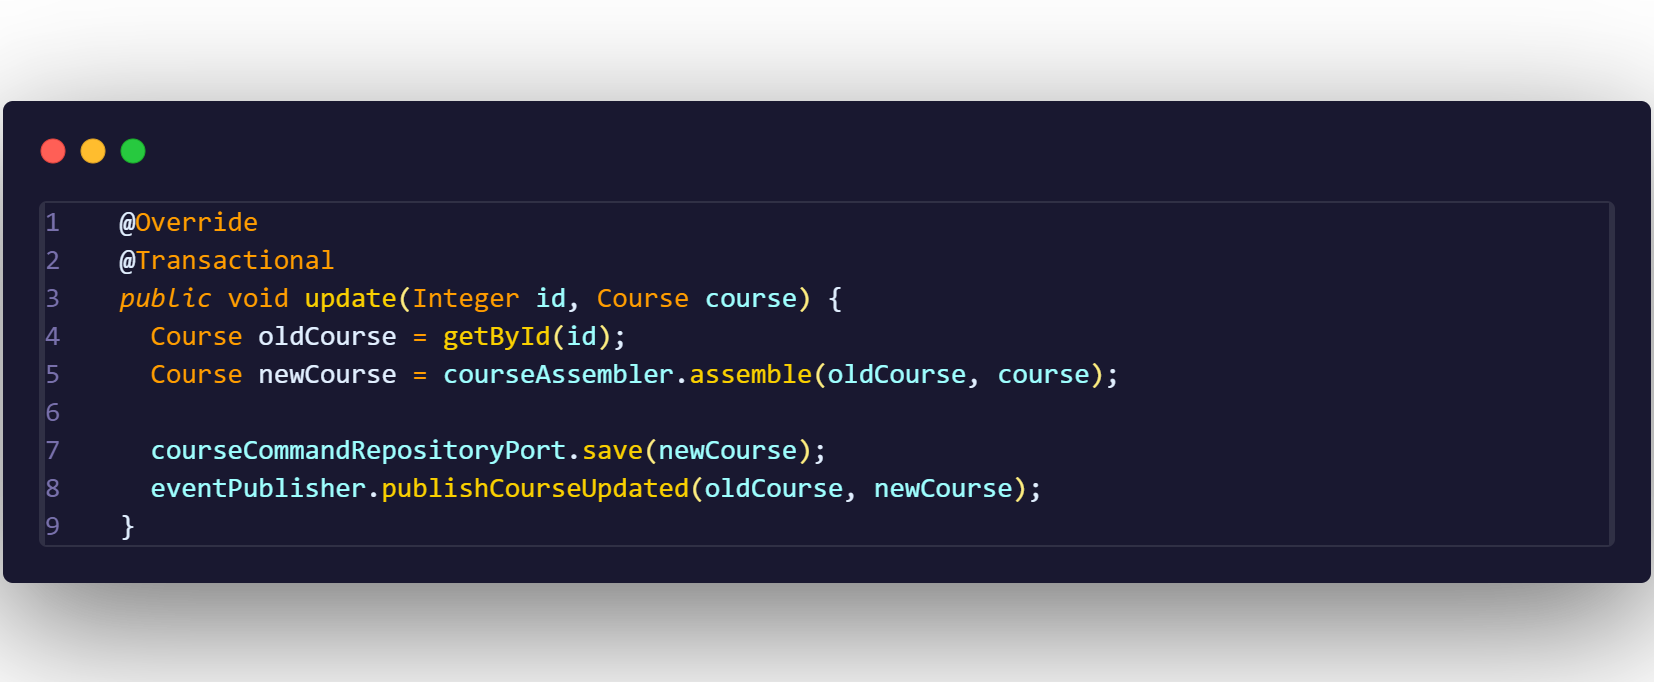 1 @Override
2 @Transactional
3 public void update(Integer id, Course course) {
4 Course oldCourse = getById(id);
5 Course newCourse = courseAssembler.assemble(oldCourse, course);
6
7 courseCommandRepositoryPort.save(newCourse);
8 eventPublisher.publishCourseUpdated(oldCourse, newCourse);
9 }